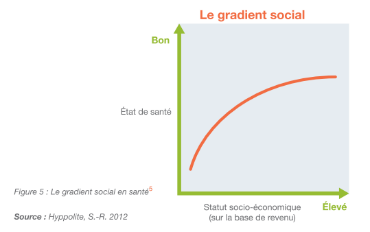 Le gradient social
Bon
État de santé
Figure 5 : Le gradient social en santé⁵
Statut socio-économique Élevé
(sur la base de revenu)
Source : Hyppolite, S.-R. 2012